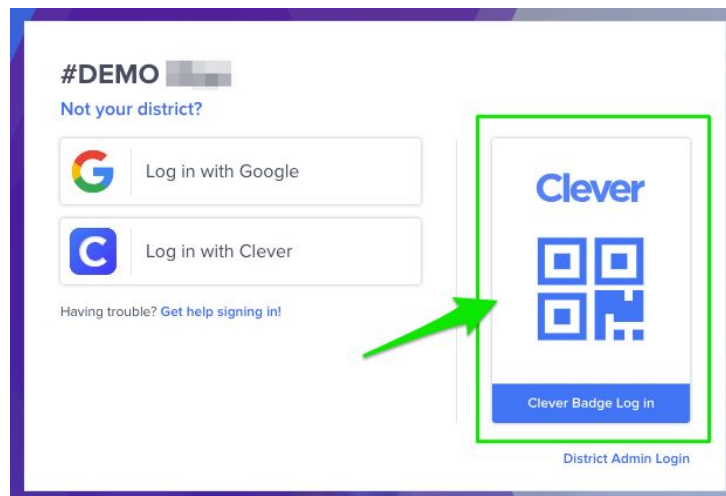 #DEMO
Not your district?
Log in with Google
Log in with Clever
Having trouble? Get help signing in!
Clever
Clever Badge Log in
District Admin Login